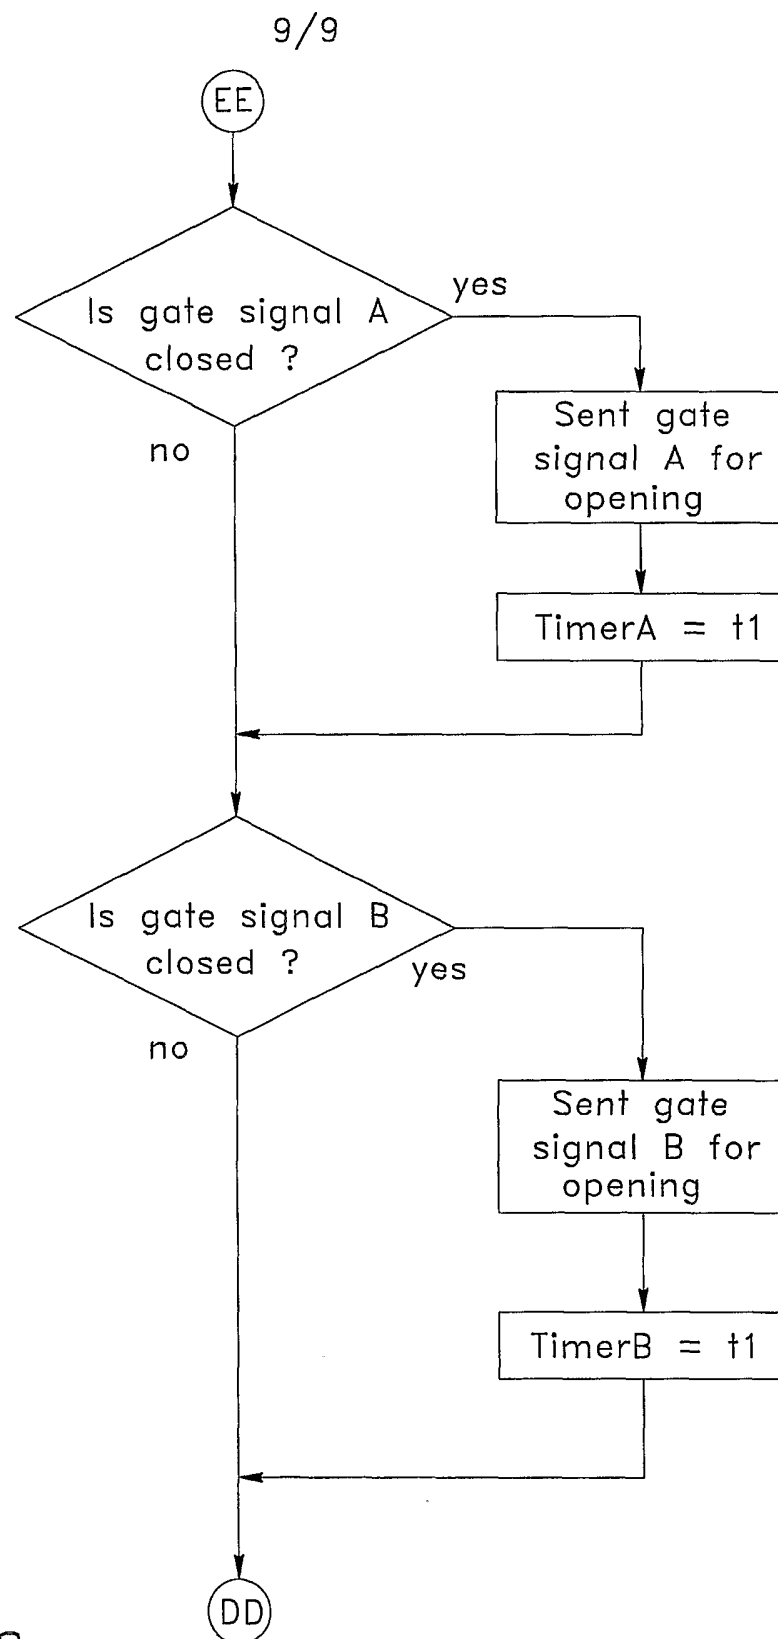 9/9
EE
Is gate signal A
closed ?
yes
no
Sent gate
signal A for
opening
TimerA = t1
Is gate signal B
closed ?
yes
no
Sent gate
signal B for
opening
TimerB = t1
DD